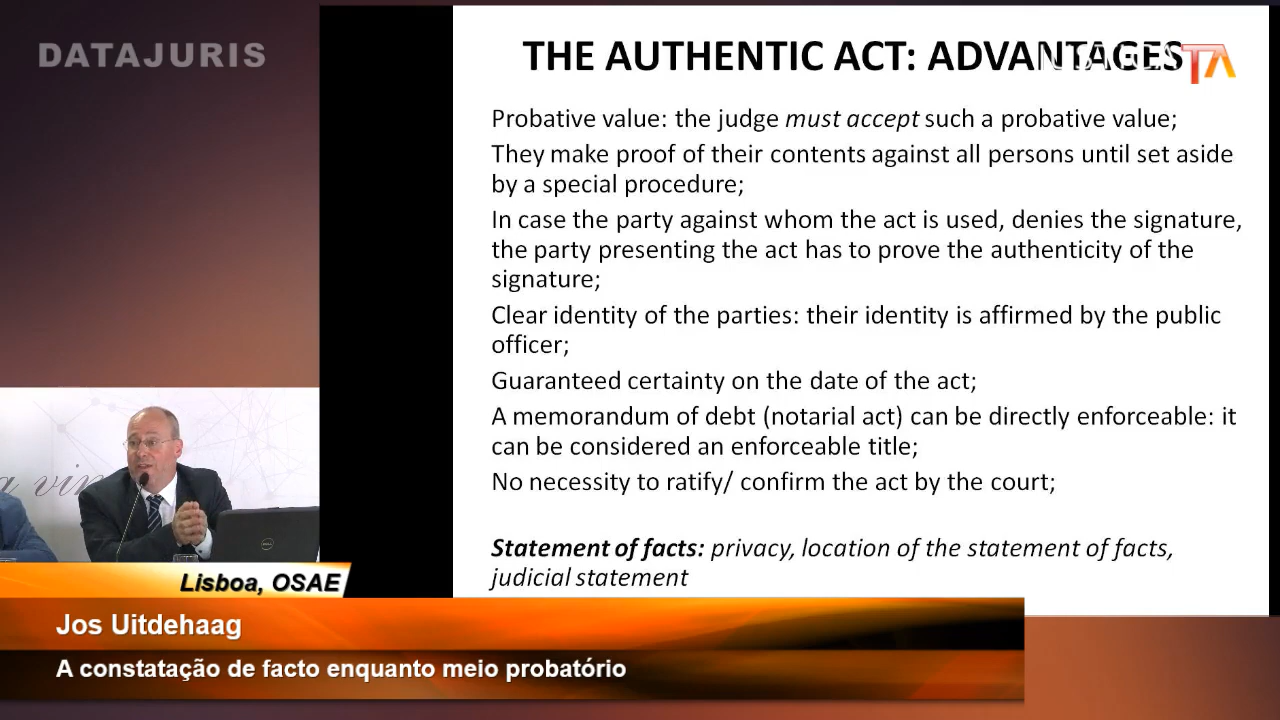 DATAJURIS
THE AUTHENTIC ACT: ADVANTAGES
TA
Probative value: the judge must accept such a probative value;
They make proof of their contents against all persons until set aside
by a special procedure;
In case the party against whom the act is used, denies the signature,
the party presenting the act has to prove the authenticity of the
signature;
Clear identity of the parties: their identity is affirmed by the public
officer;
Guaranteed certainty on the date of the act;
A memorandum of debt (notarial act) can be directly enforceable: it
can be considered an enforceable title;
No necessity to ratify/ confirm the act by the court;
Statement of facts: privacy, location of the statement of facts,
judicial statement
a vin
DELL
Lisboa, OSAE
Jos Uitdehaag
A constatação de facto enquanto meio probatório